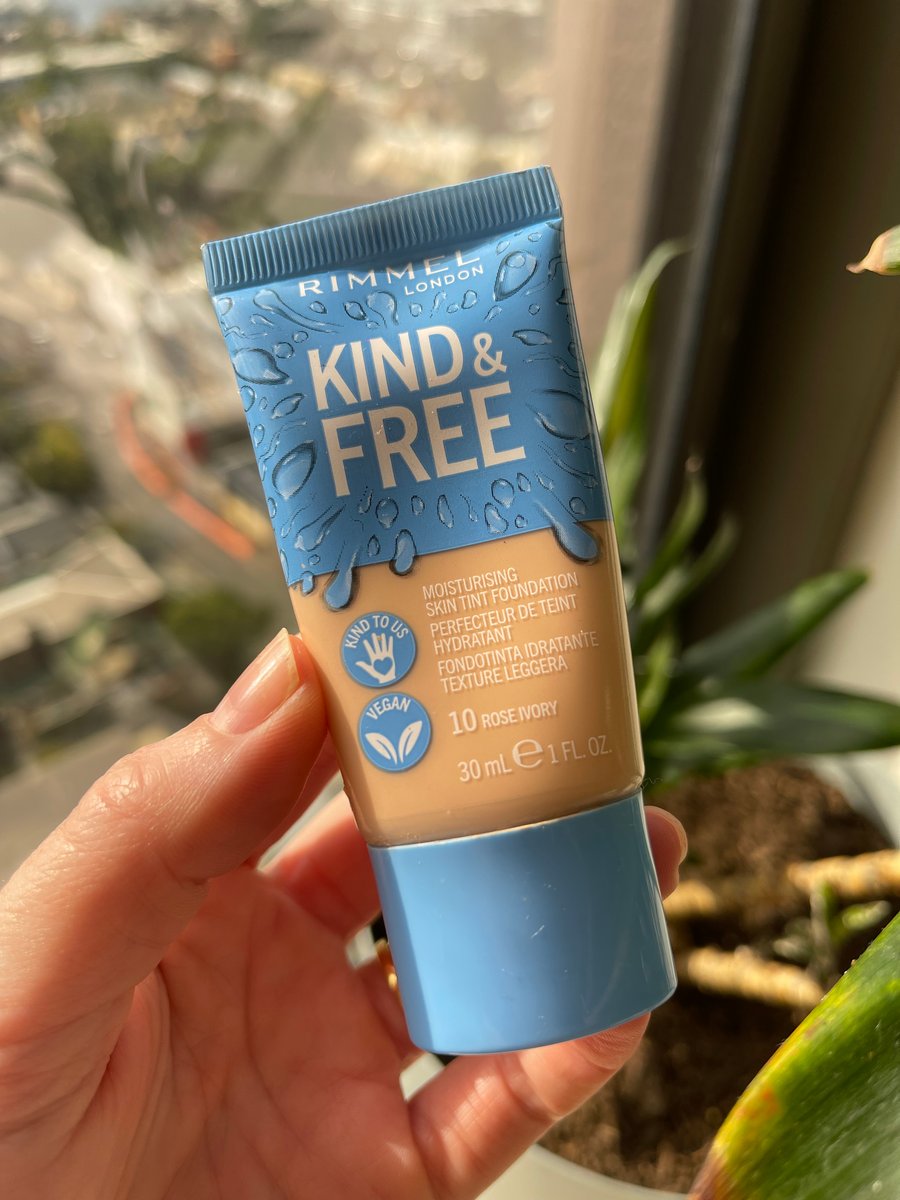 RIMMEL
LONDON
KIND &
FREE
MOISTURISING
SKIN TINT FOUNDATION
PERFECTEUR DE TEINT
HYDRATANT
FONDOTINTA IDRATANTE
TEXTURE LEGGERA
KIND TO US
VEGAN
10 ROSE IVORY
30 mL ℮ 1 FL. OZ.